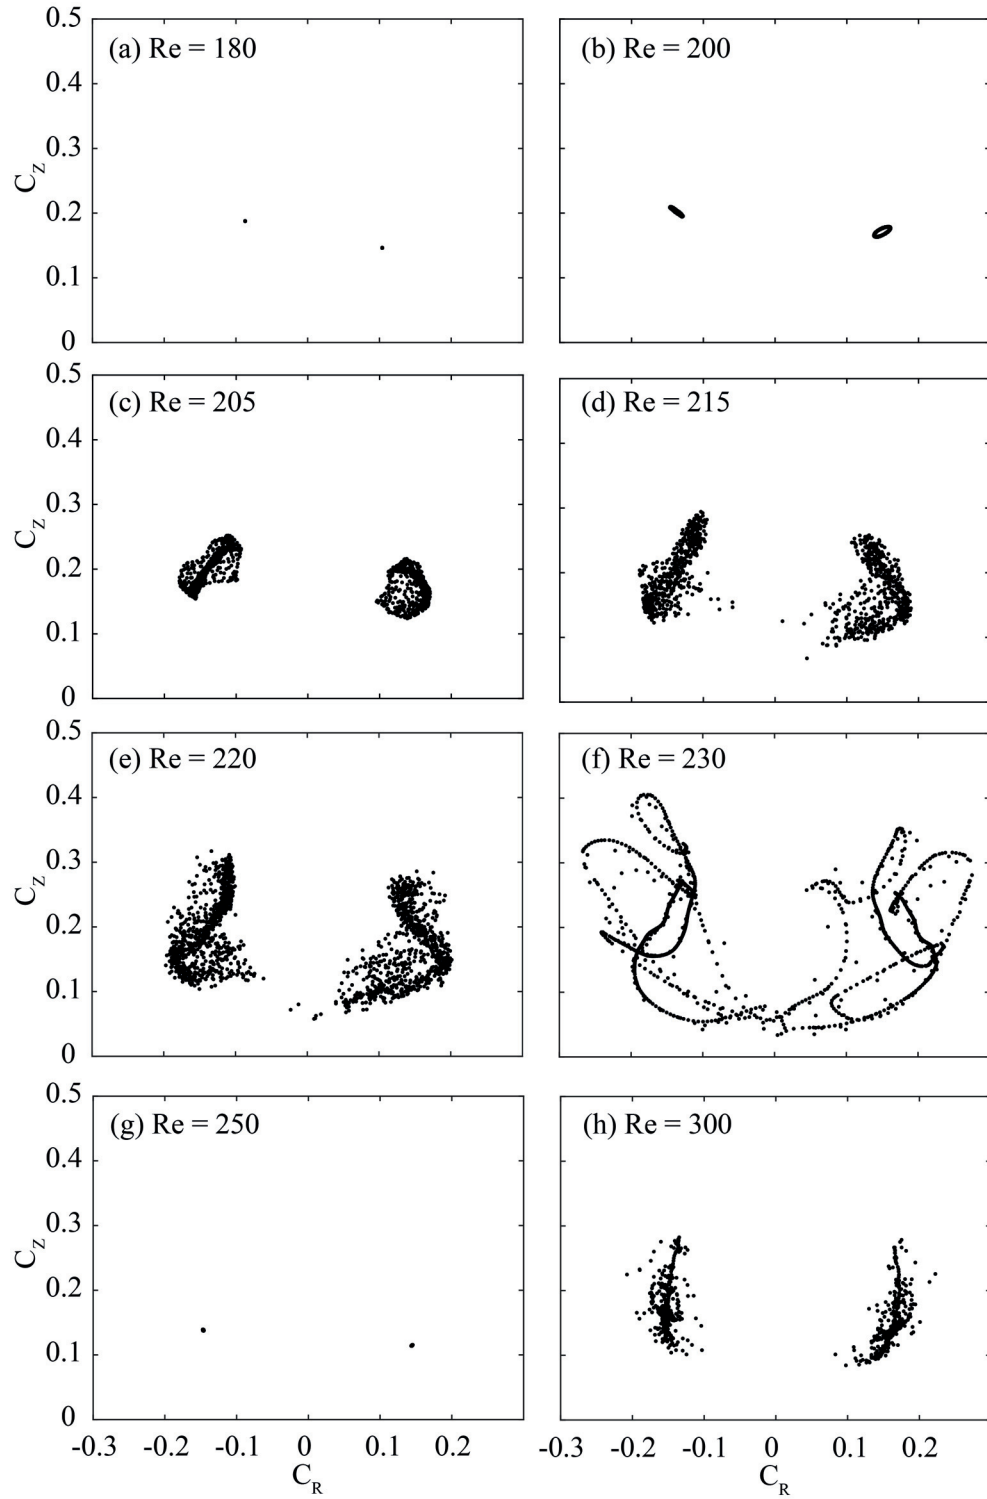 0.5
(a) Re = 180
(b) Re = 200
0.4
0.3
C_Z
0.2
0.1
0
0.5
(c) Re = 205
(d) Re = 215
0.4
0.3
C_Z
0.2
0.1
0
0.5
(e) Re = 220
(f) Re = 230
0.4
0.3
C_Z
0.2
0.1
0
0.5
(g) Re = 250
(h) Re = 300
0.4
0.3
C_Z
0.2
0.1
0
-0.3 -0.2 -0.1 0 0.1 0.2 -0.3 -0.2 -0.1 0 0.1 0.2
C_R C_R